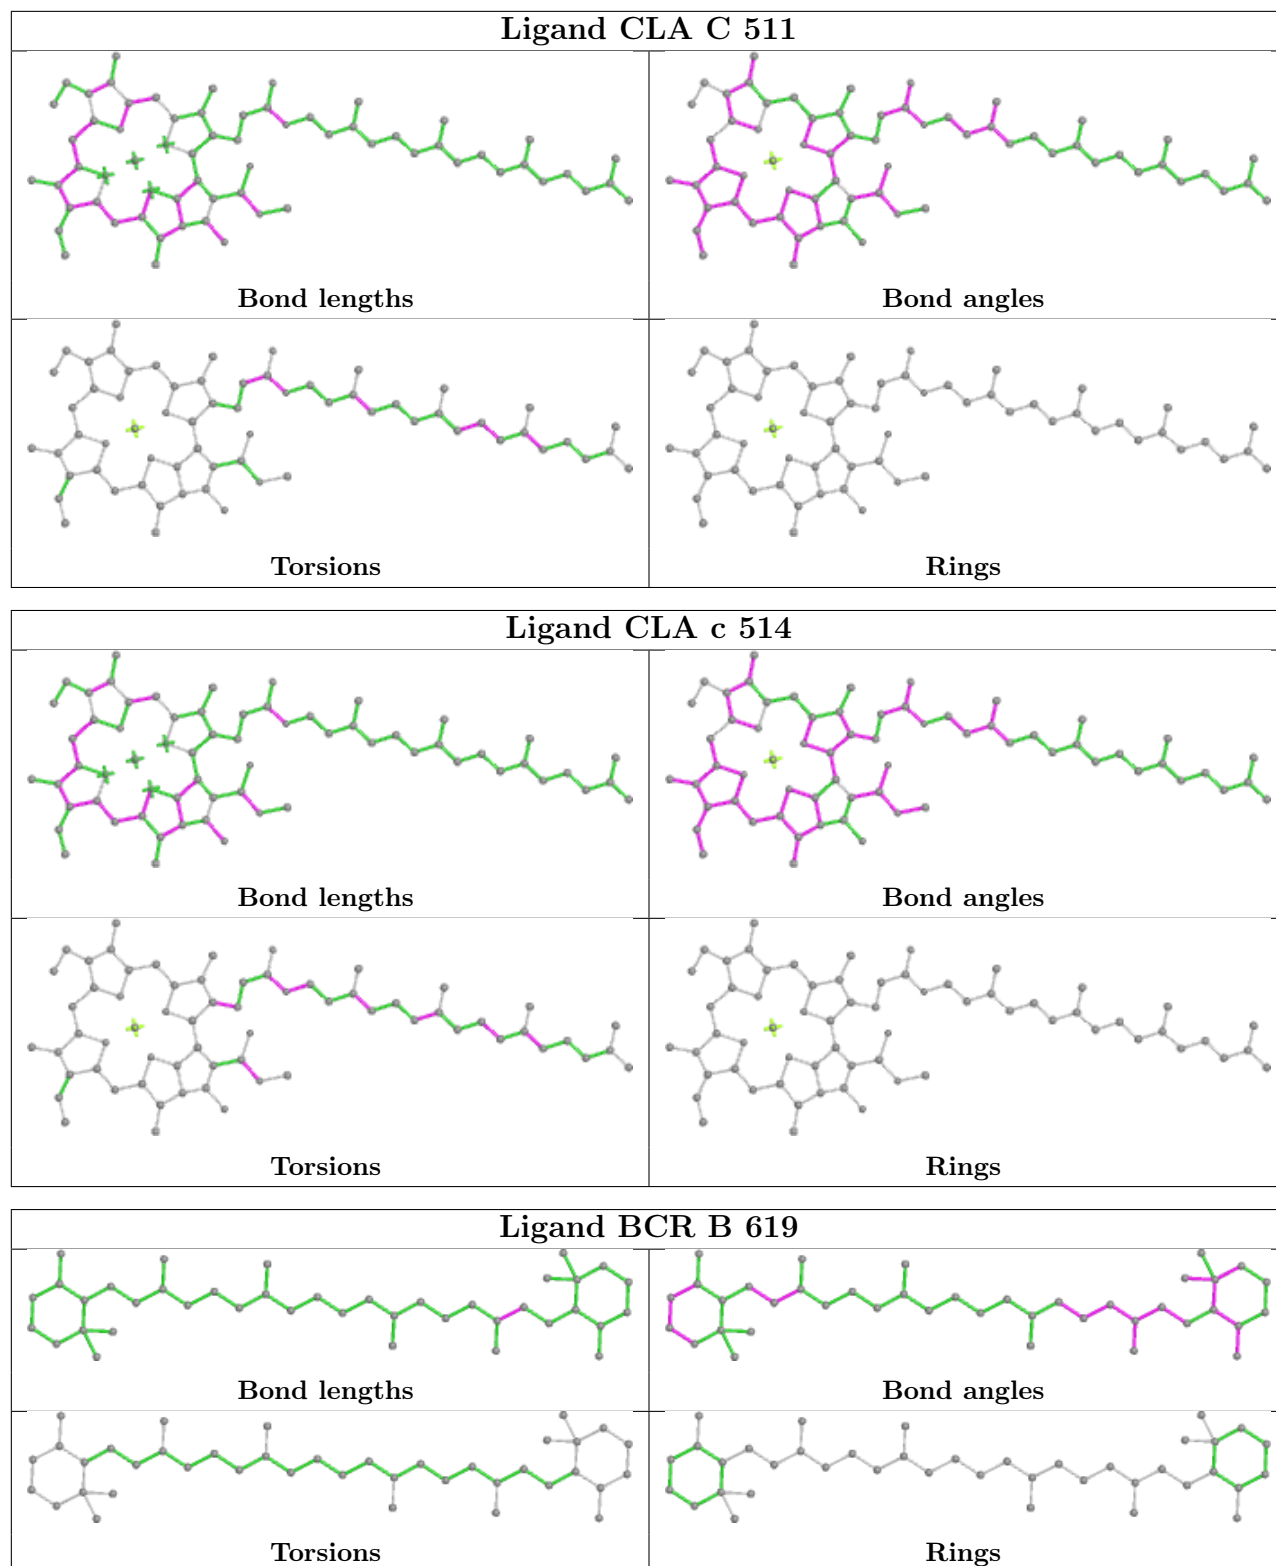 Ligand CLA C 511
Bond lengths
Bond angles
Torsions
Rings
Ligand CLA c 514
Bond lengths
Bond angles
Torsions
Rings
Ligand BCR B 619
Bond lengths
Bond angles
Torsions
Rings